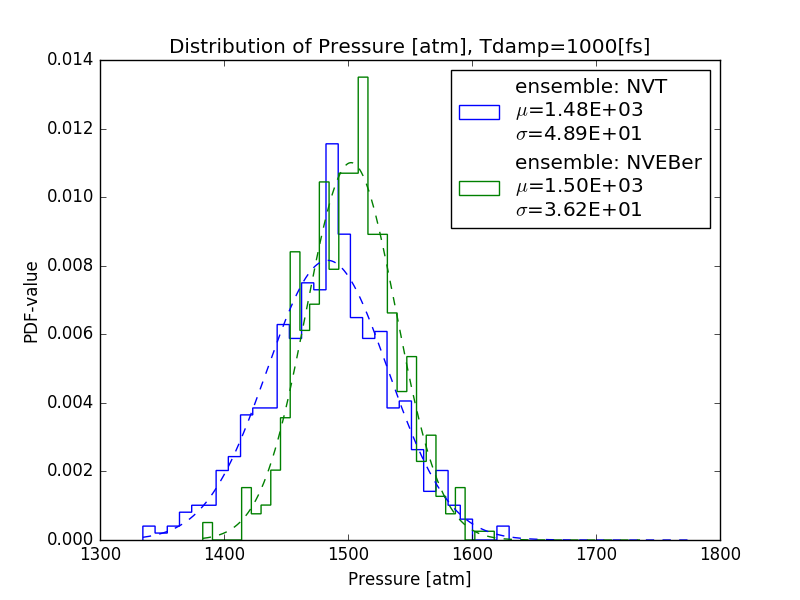 Distribution of Pressure [atm], Tdamp=1000[fs]
ensemble: NVT
μ=1.48E+03
σ=4.89E+01
ensemble: NVEBer
μ=1.50E+03
σ=3.62E+01
PDF-value
0.014
0.012
0.010
0.008
0.006
0.004
0.002
0.000
1300 1400 1500 1600 1700 1800
Pressure [atm]